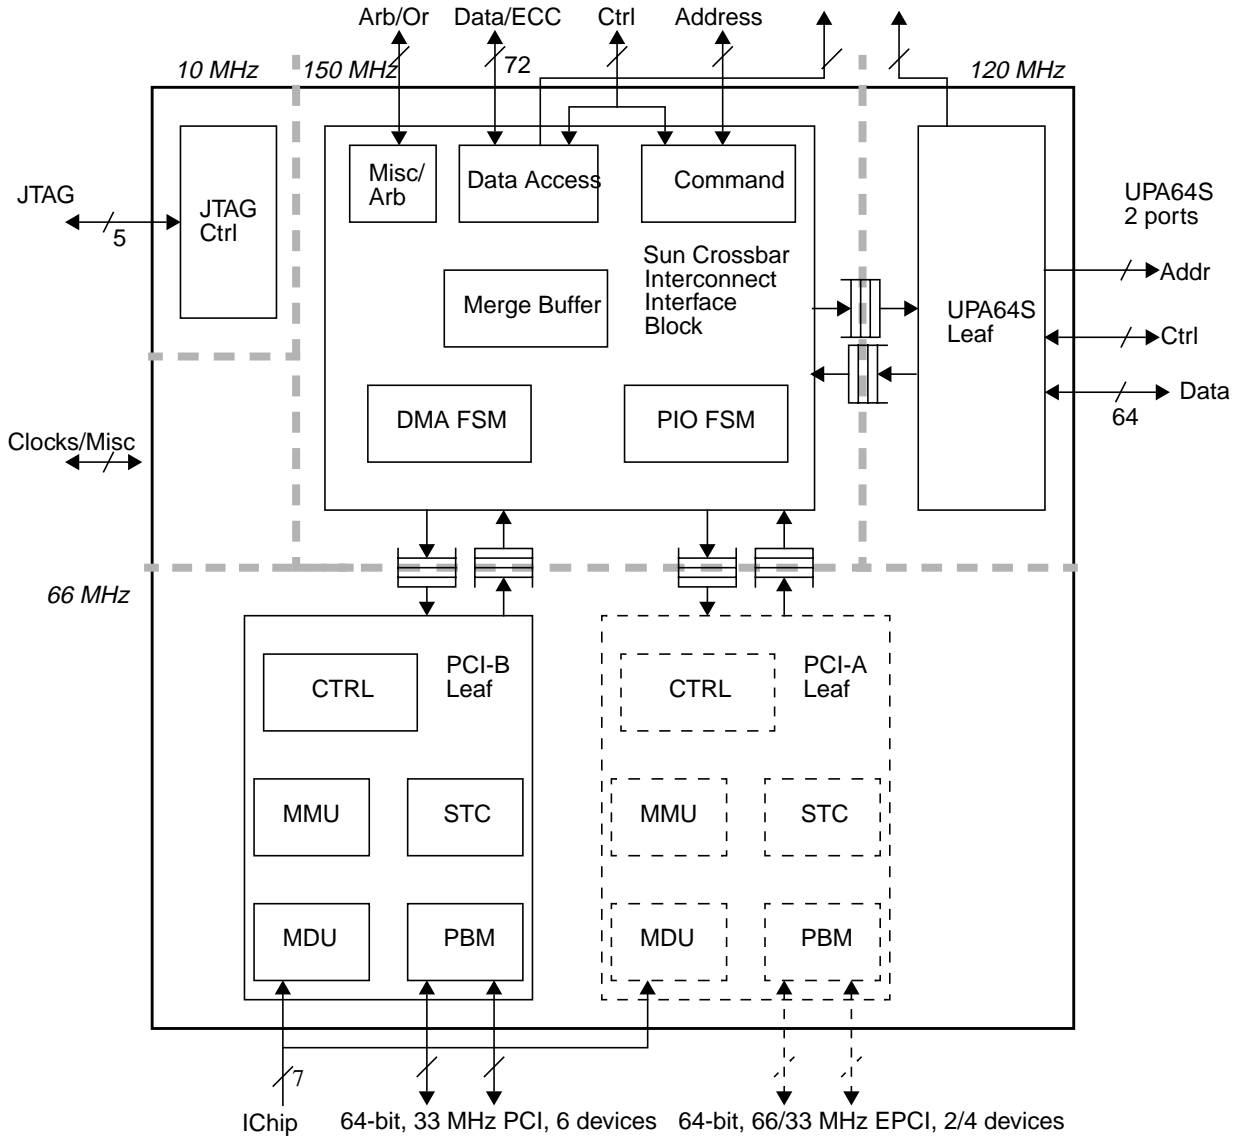 Arb/Or
Data/ECC
Ctrl
Address
10 MHz
150 MHz
72
120 MHz
JTAG
5
JTAG
Ctrl
Misc/
Arb
Data Access
Command
UPA64S
2 ports
Sun Crossbar
Interconnect
Interface
Block
Merge Buffer
UPA64S
Leaf
Addr
Ctrl
Data
64
DMA FSM
PIO FSM
Clocks/Misc
66 MHz
PCI-B
Leaf
CTRL
MMU
STC
MDU
PBM
PCI-A
Leaf
CTRL
MMU
STC
MDU
PBM
7
IChip
64-bit, 33 MHz PCI, 6 devices
64-bit, 66/33 MHz EPCI, 2/4 devices